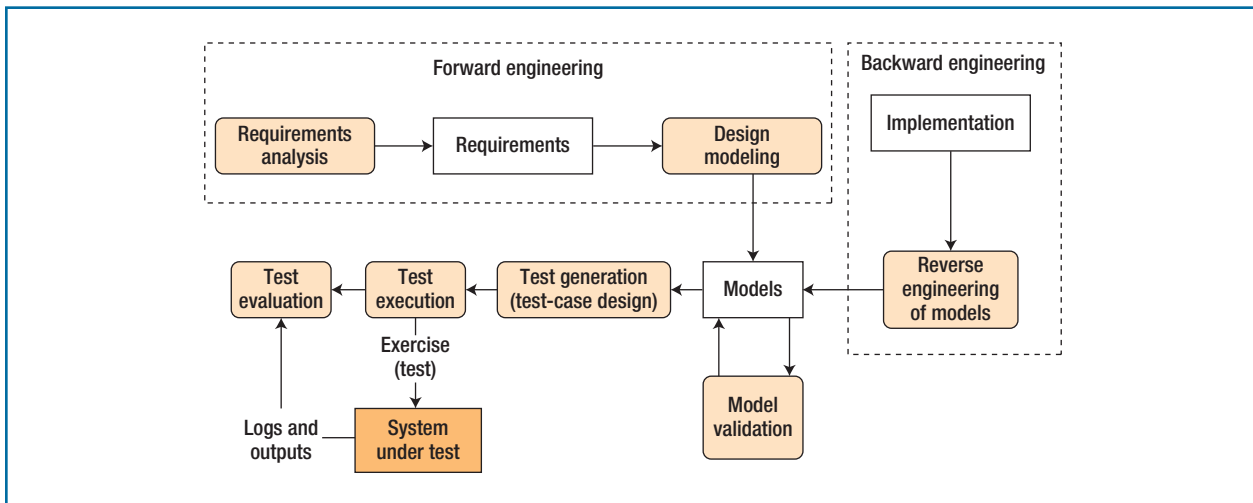 Forward engineering
Backward engineering
Requirements
analysis
Requirements
Design
modeling
Implementation
Test
evaluation
Test
execution
Test generation
(test-case design)
Models
Reverse
engineering
of models
Exercise
(test)
Model
validation
Logs and
outputs
System
under test